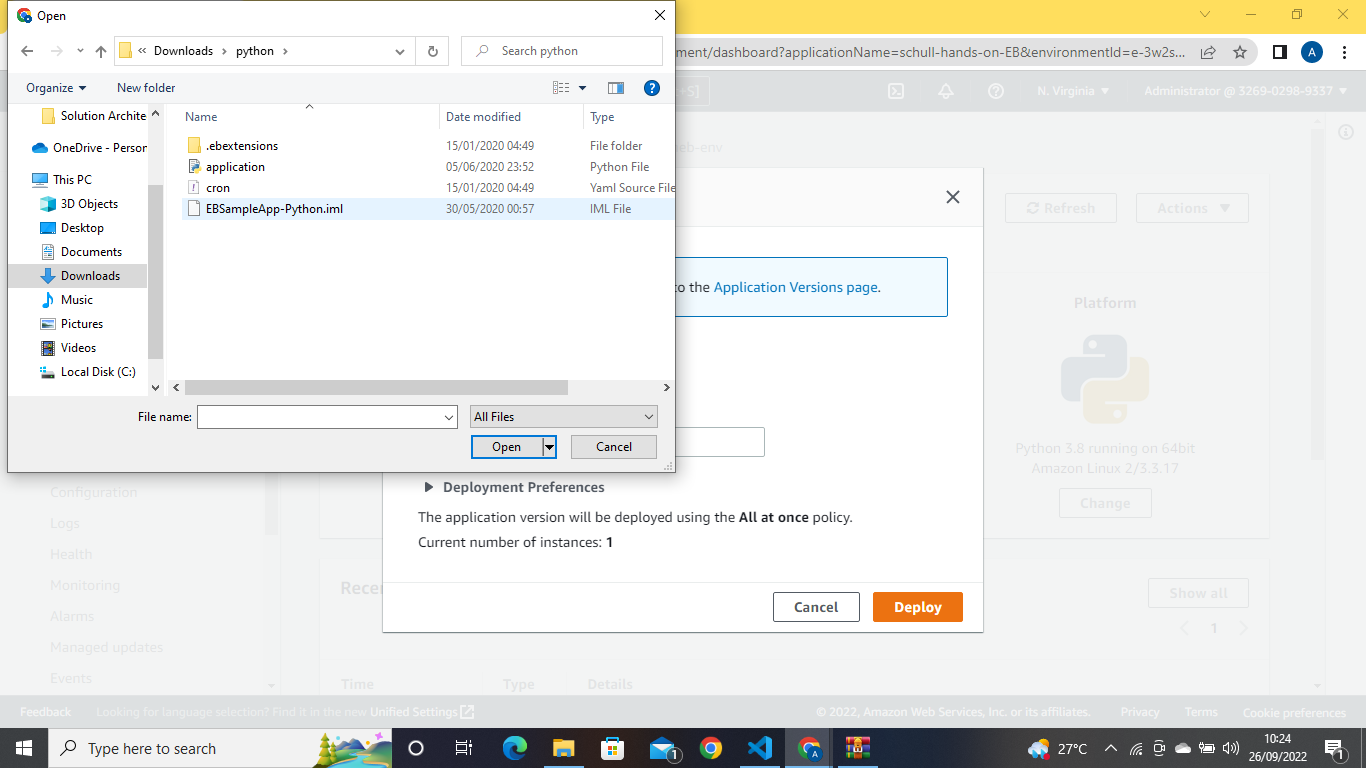 Open
Downloads
python
Search python
ment/dashboard?applicationName=schull-hands-on-EB&environmentId=e-3w2s...
A
Organize
New folder
+S]
N. Virginia
Administrator @ 3269-0298-9337
Solution Archite
OneDrive - Person
This PC
3D Objects
Desktop
Documents
Downloads
Music
Pictures
Videos
Local Disk (C:)
Name
Date modified
Type
.ebextensions
15/01/2020 04:49
File folder
application
05/06/2020 23:52
Python File
cron
15/01/2020 04:49
Yaml Source File
EBSampleApp-Python.iml
30/05/2020 00:57
IML File
File name:
All Files
Open
Cancel
eb-env
Refresh
Actions
to the Application Versions page.
Platform
Python 3.8 running on 64bit
Amazon Linux 2/3.3.17
Change
Deployment Preferences
The application version will be deployed using the All at once policy.
Current number of instances: 1
Cancel
Deploy
Configuration
Logs
Health
Monitoring
Alarms
Managed updates
Events
Recen
Show all
1
Time
Type
Details
Feedback
Looking for language selection? Find it in the new Unified Settings
© 2022, Amazon Web Services, Inc. or its affiliates.
Privacy
Terms
Cookie preferences
Type here to search
1
A
27°C
10:24
26/09/2022
1